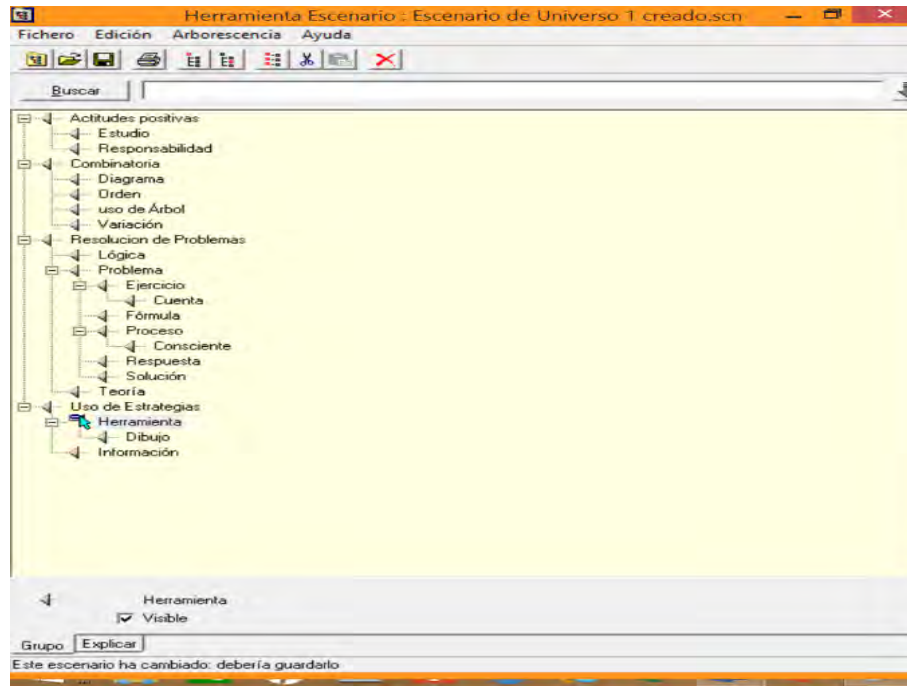 Herramienta Escenario : Escenario de Universo 1 creado.scn
Fichero Edición Arborescencia Ayuda
Buscar
Actitudes positivas
Estudio
Responsabilidad
Combinatoria
Diagrama
Orden
uso de Árbol
Variación
Resolucion de Problemas
Lógica
Problema
Ejercicio
Cuenta
Fórmula
Proceso
Consciente
Respuesta
Solución
Teoría
Uso de Estrategias
Herramienta
Dibujo
Información
Herramienta
Visible
Grupo Explicar
Este escenario ha cambiado: debería guardarlo